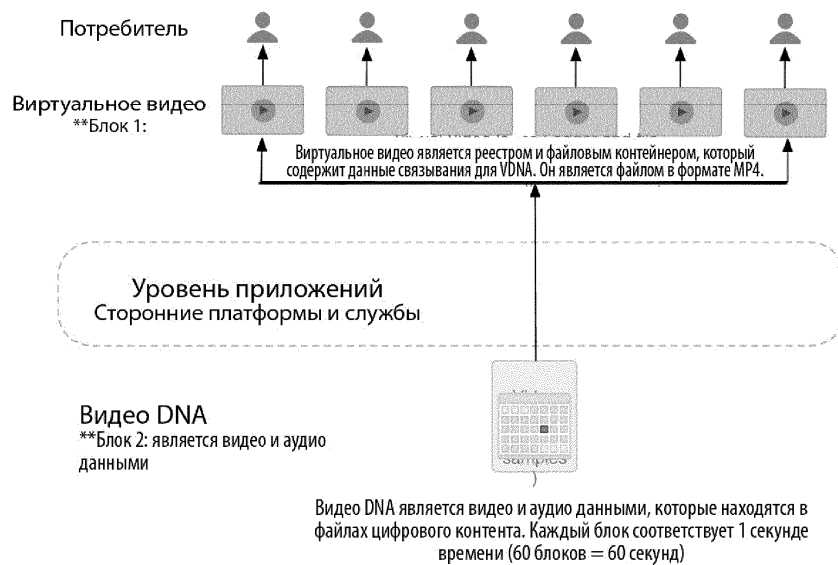 Потребитель
Виртуальное видео
**Блок 1:
Виртуальное видео является реестром и файловым контейнером, который
содержит данные связывания для VDNA. Он является файлом в формате MP4.
Уровень приложений
Сторонние платформы и службы
Видео DNA
**Блок 2: является видео и аудио
данными
samples
Видео DNA является видео и аудио данными, которые находятся в
файлах цифрового контента. Каждый блок соответствует 1 секунде
времени (60 блоков = 60 секунд)